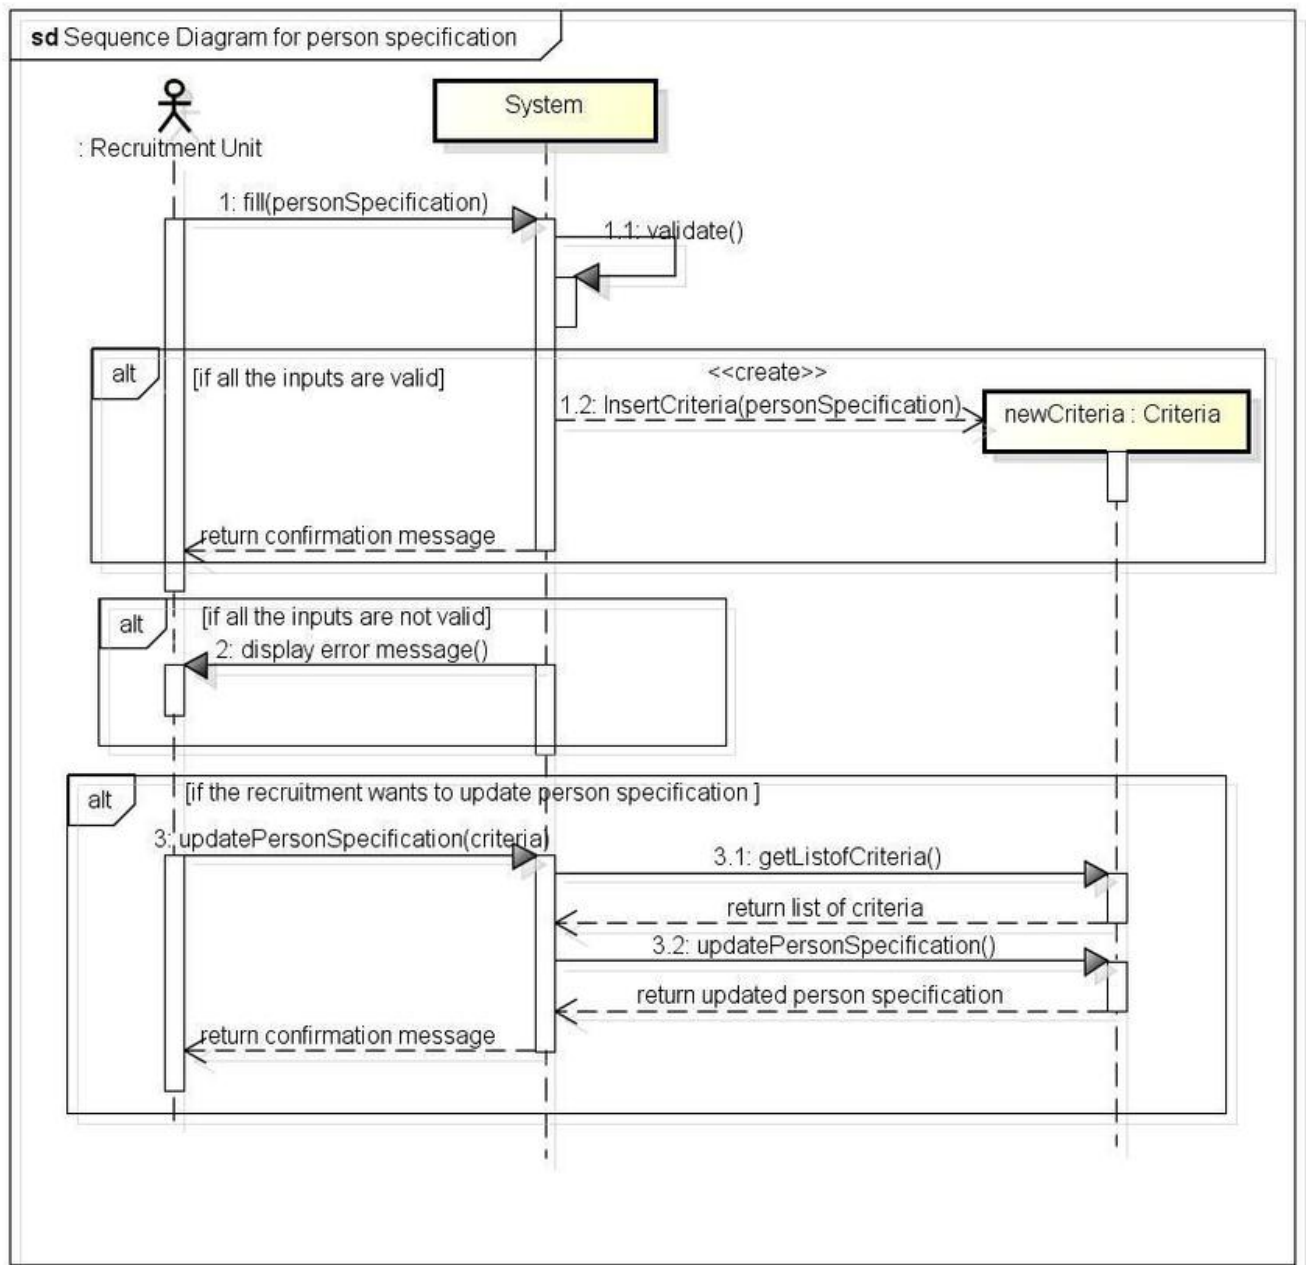 sd Sequence Diagram for person specification
System
: Recruitment Unit
1: fill(personSpecification)
1.1: validate()
alt
[if all the inputs are valid]
<<create>>
1.2: InsertCriteria(personSpecification)
newCriteria : Criteria
return confirmation message
alt
[if all the inputs are not valid]
2: display error message()
alt
[if the recruitment wants to update person specification ]
3: updatePersonSpecification(criteria)
3.1: getListofCriteria()
return list of criteria
3.2: updatePersonSpecification()
return updated person specification
return confirmation message